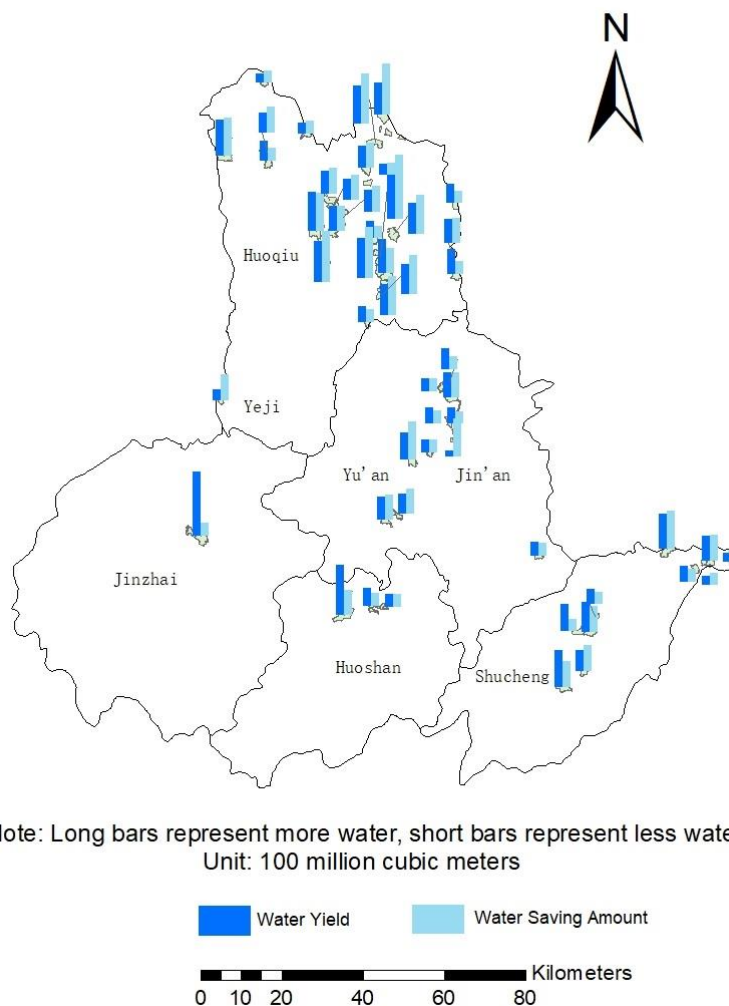 N
Huoqiu
Yeji
Yu'an
Jin'an
Jinzhai
Huoshan
Shucheng
lote: Long bars represent more water, short bars represent less wate
Unit: 100 million cubic meters
Water Yield
Water Saving Amount
Kilometers
0 10 20 40 60 80